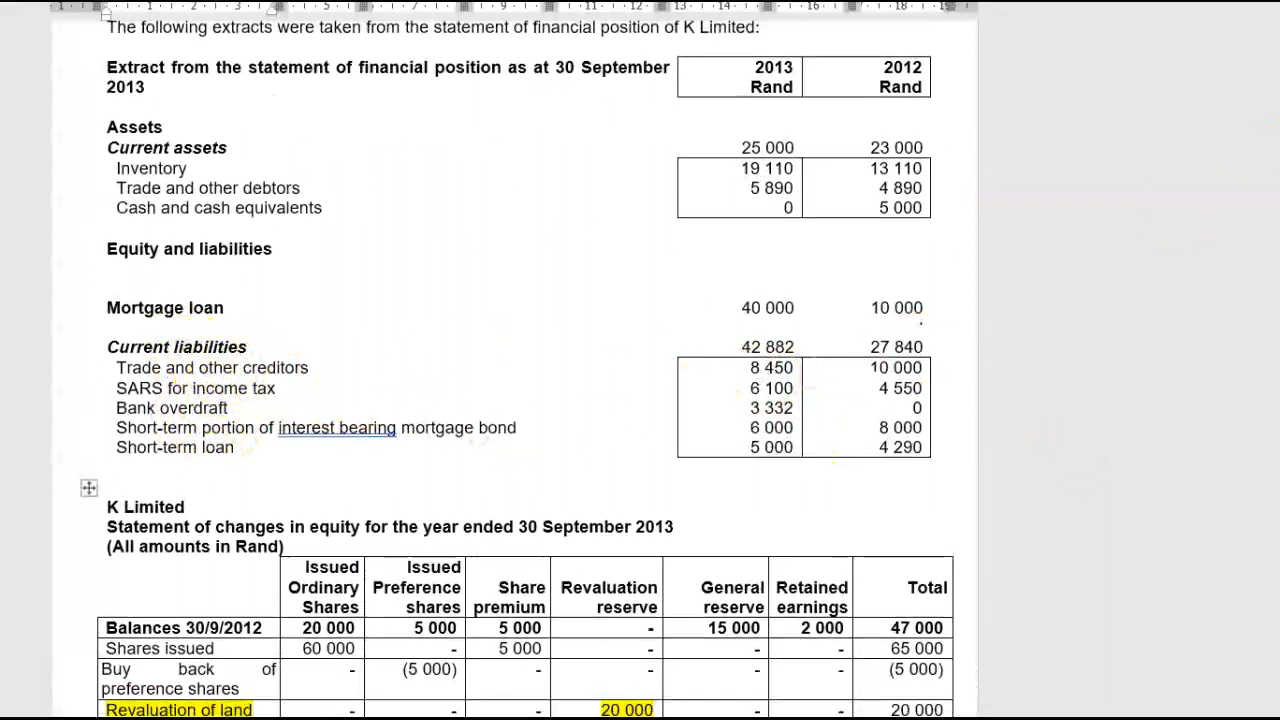 The following extracts were taken from the statement of financial position of K Limited:
Extract from the statement of financial position as at 30 September 2013 2012
2013 Rand Rand
Assets
Current assets 25 000 23 000
Inventory 19 110 13 110
Trade and other debtors 5 890 4 890
Cash and cash equivalents 0 5 000
Equity and liabilities
Mortgage loan 40 000 10 000
Current liabilities 42 882 27 840
Trade and other creditors 8 450 10 000
SARS for income tax 6 100 4 550
Bank overdraft 3 332 0
Short-term portion of interest bearing mortgage bond 6 000 8 000
Short-term loan 5 000 4 290
K Limited
Statement of changes in equity for the year ended 30 September 2013
(All amounts in Rand)
Issued Issued
Ordinary Preference Share Revaluation General Retained Total
Shares shares premium reserve reserve earnings
Balances 30/9/2012 20 000 5 000 5 000 - 15 000 2 000 47 000
Shares issued 60 000 - 5 000 - - - 65 000
Buy back of - (5 000) - - - - (5 000)
preference shares
Revaluation of land - - - 20 000 - - 20 000